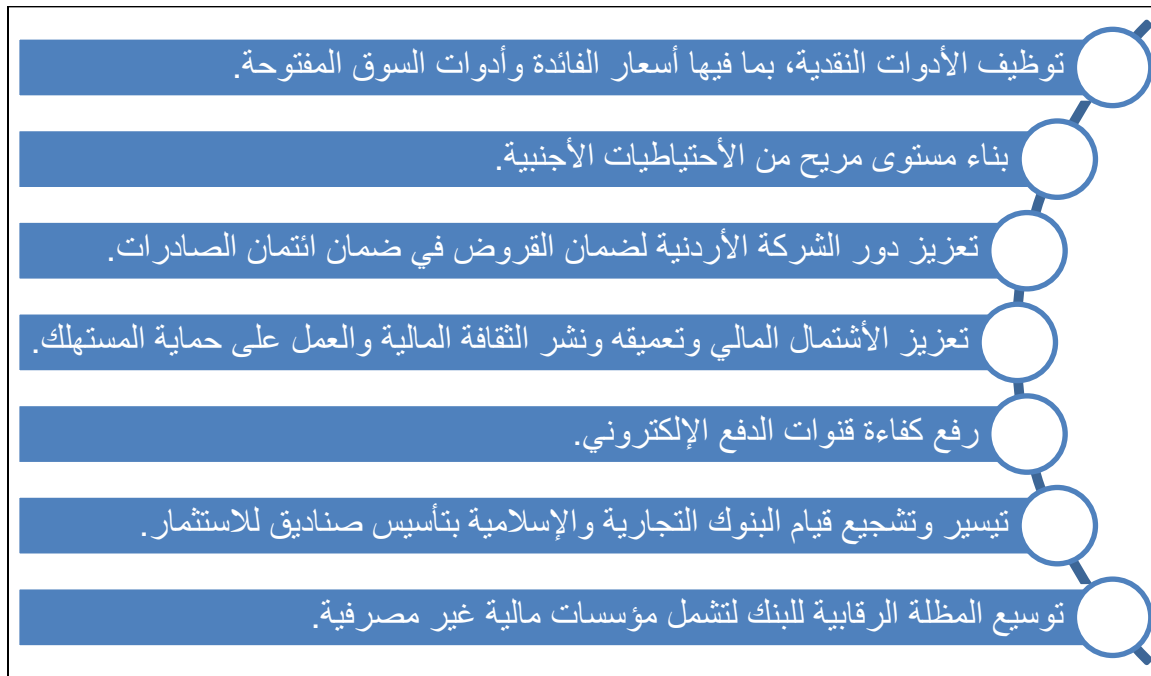 توظيف الأدوات النقدية، بما فيها أسعار الفائدة وأدوات السوق المفتوحة.
بناء مستوى مريح من الأحتياطيات الأجنبية.
تعزيز دور الشركة الأردنية لضمان القروض في ضمان ائتمان الصادرات.
تعزيز الأشتمال المالي وتعميقه ونشر الثقافة المالية والعمل على حماية المستهلك.
رفع كفاءة قنوات الدفع الإلكتروني.
تيسير وتشجيع قيام البنوك التجارية والإسلامية بتأسيس صناديق للاستثمار.
توسيع المظلة الرقابية للبنك لتشمل مؤسسات مالية غير مصرفية.